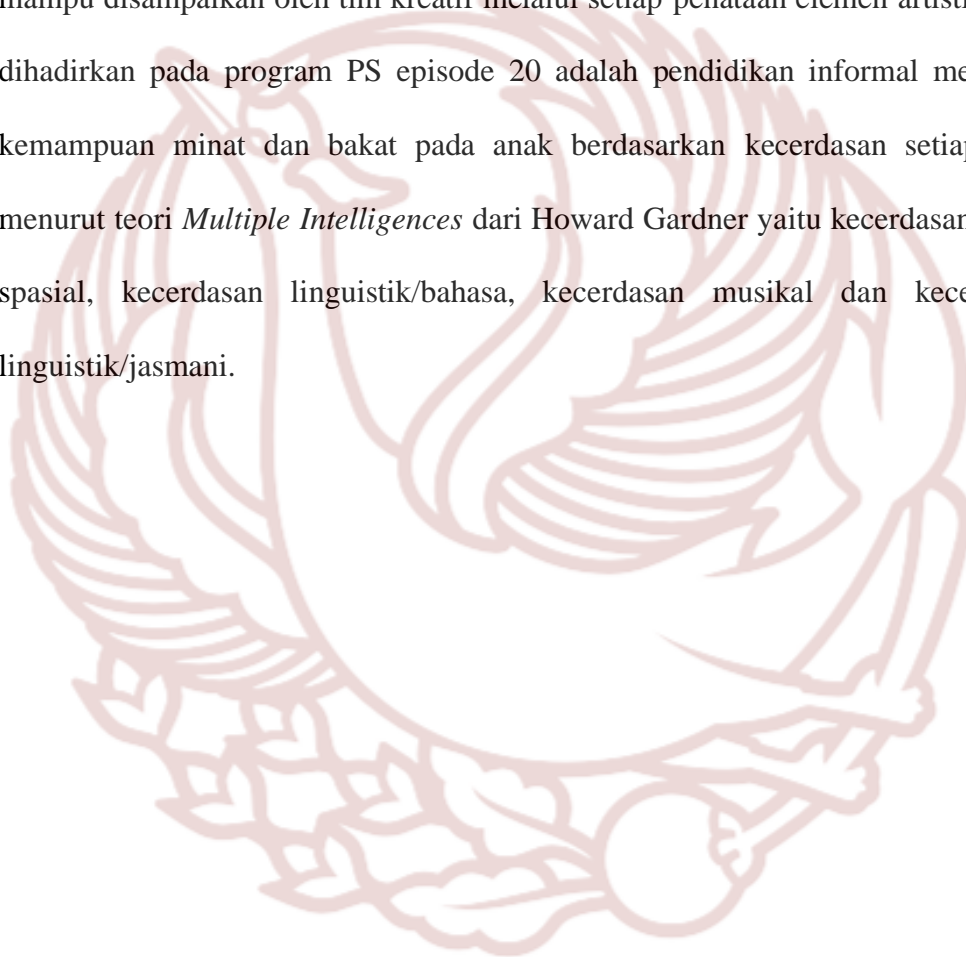 mampu disampaikan oleh tim kreatif melalui setiap penataan elemen artisti
dihadirkan pada program PS episode 20 adalah pendidikan informal me
kemampuan minat dan bakat pada anak berdasarkan kecerdasan setiap
menurut teori Multiple Intelligences dari Howard Gardner yaitu kecerdasan
spasial, kecerdasan linguistik/bahasa, kecerdasan musikal dan kece
linguistik/jasmani.